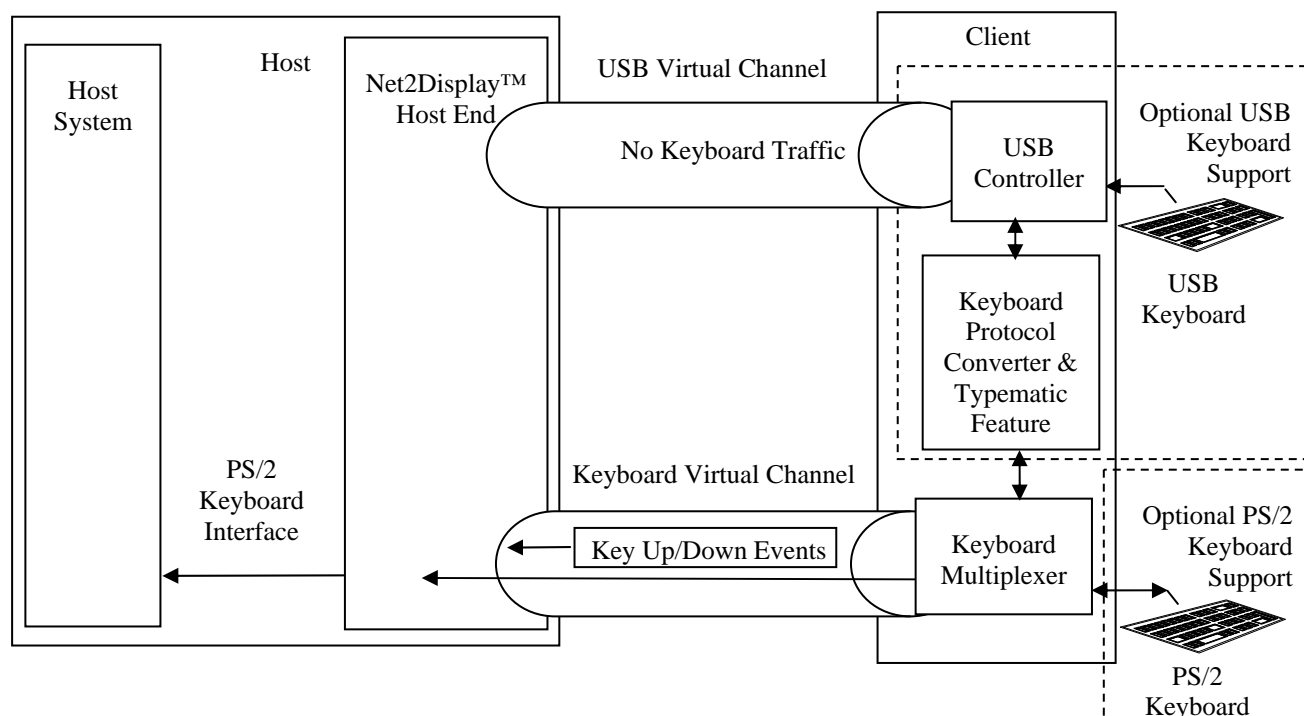 Host
System
Host
Net2Display™
Host End
USB Virtual Channel
No Keyboard Traffic
Client
USB
Controller
Optional USB
Keyboard
Support
USB
Keyboard
Keyboard
Protocol
Converter &
Typematic
Feature
PS/2
Keyboard
Interface
Keyboard Virtual Channel
Key Up/Down Events
Keyboard
Multiplexer
Optional PS/2
Keyboard
Support
PS/2
Keyboard